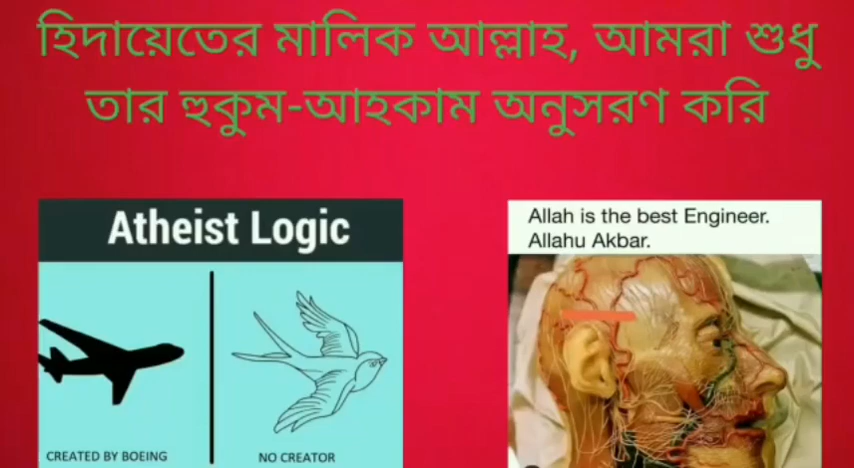 হিদায়েতের মালিক আল্লাহ, আমরা শুধু
তার হুকুম-আহকাম অনুসরণ করি
Atheist Logic
CREATED BY BOEING
NO CREATOR
Allah is the best Engineer.
Allahu Akbar.